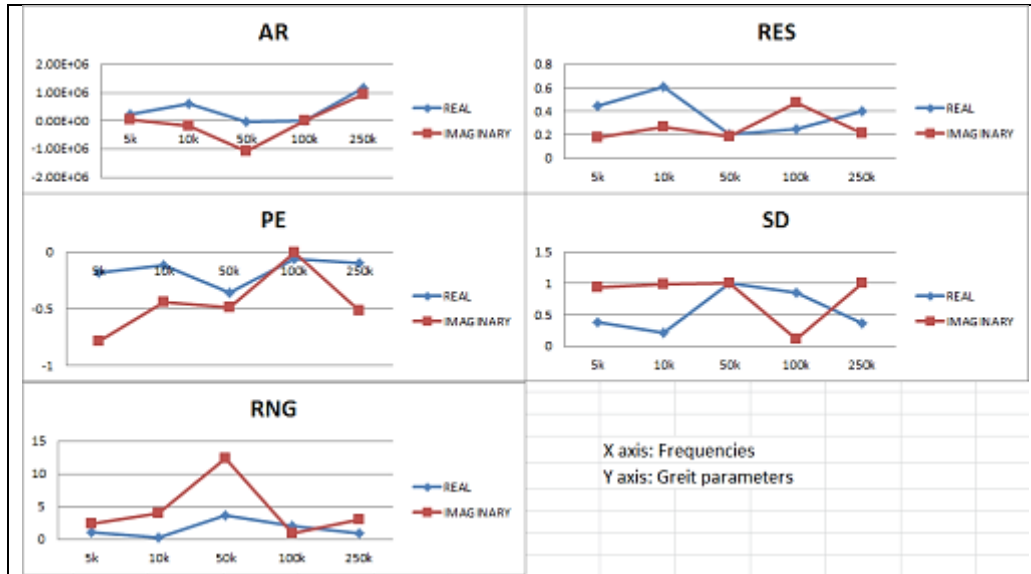 AR
2.00E+06
1.00E+06
0.00E+00
-1.00E+06
-2.00E+06
5k 10k 50k 100k 250k
REAL
IMAGINARY
RES
0.8
0.6
0.4
0.2
0
5k 10k 50k 100k 250k
REAL
IMAGINARY
PE
0
-0.5
-1
5k 10k 50k 100k 250k
REAL
IMAGINARY
SD
1.5
1
0.5
0
5k 10k 50k 100k 250k
REAL
IMAGINARY
RNG
15
10
5
0
5k 10k 50k 100k 250k
REAL
IMAGINARY
X axis: Frequencies
Y axis: Greit parameters